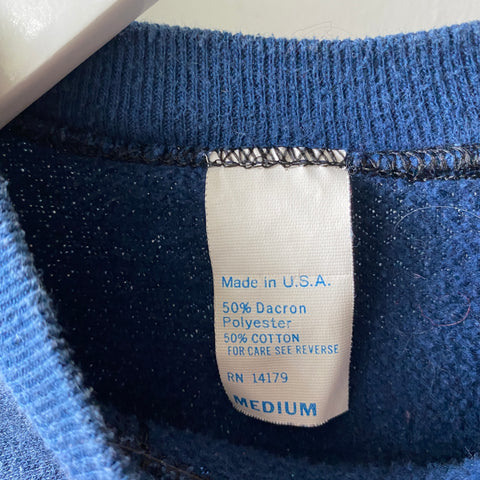 Made in U.S.A.
50% Dacron
Polyester
50% COTTON
FOR CARE SEE REVERSE
RN 14179
MEDIUM